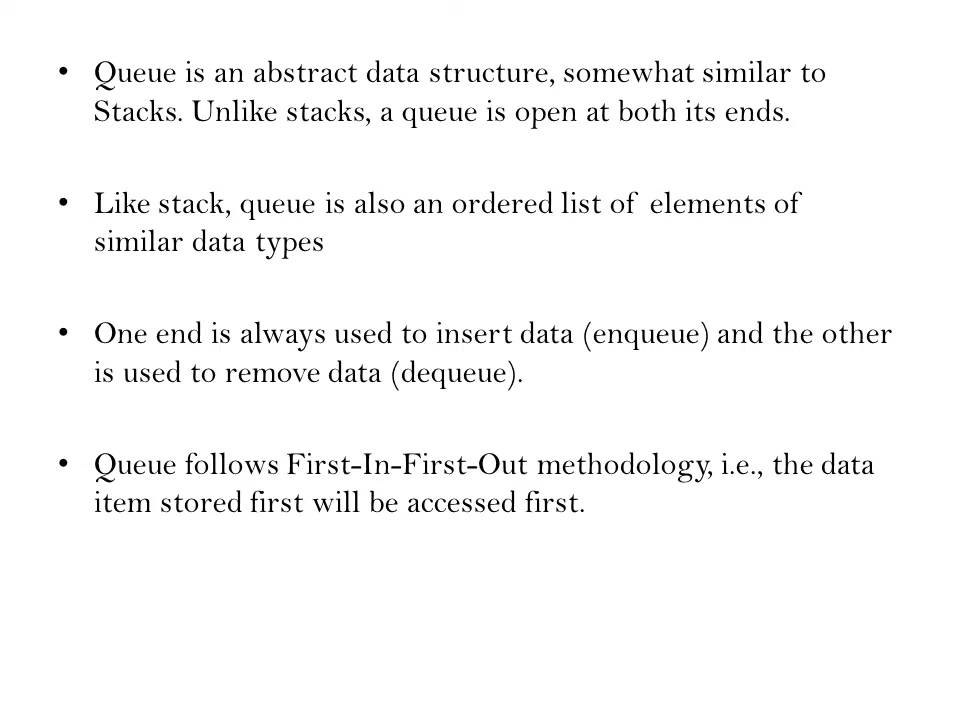 • Queue is an abstract data structure, somewhat similar to
Stacks. Unlike stacks, a queue is open at both its ends.
• Like stack, queue is also an ordered list of elements of
similar data types
• One end is always used to insert data (enqueue) and the other
is used to remove data (dequeue).
• Queue follows First-In-First-Out methodology, i.e., the data
item stored first will be accessed first.